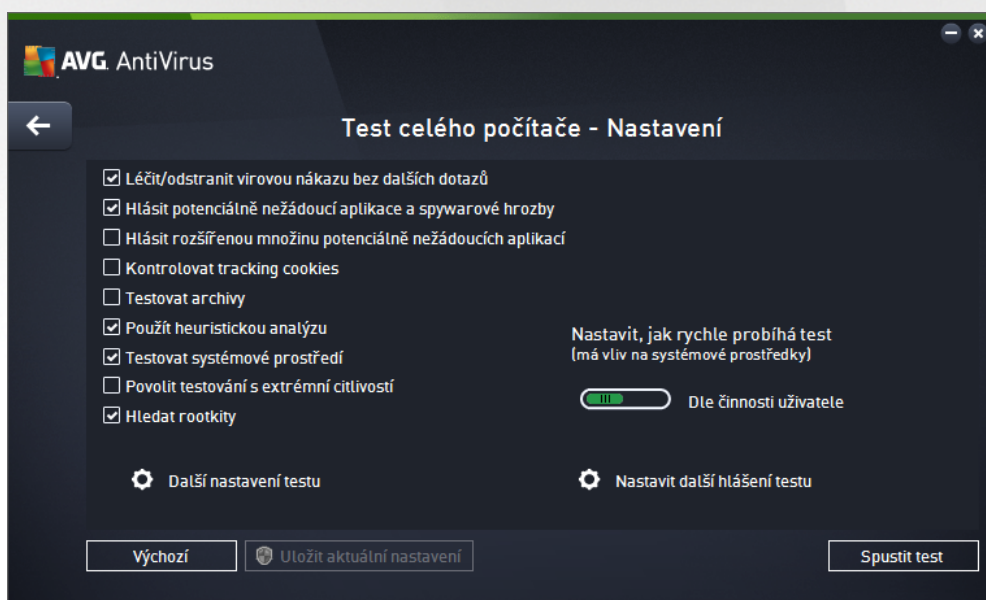 AVG. AntiVirus
Test celého počítače - Nastavení
Léčit/odstranit virovou nákazu bez dalších dotazů
Hlásit potenciálně nežádoucí aplikace a spywarové hrozby
Hlásit rozšířenou množinu potenciálně nežádoucích aplikací
Kontrolovat tracking cookies
Testovat archivy
Použít heuristickou analýzu
Testovat systémové prostředí
Povolit testování s extrémní citlivostí
Hledat rootkity
Nastavit, jak rychle probíhá test
(má vliv na systémové prostředky)
Dle činnosti uživatele
Další nastavení testu
Nastavit další hlášení testu
Výchozí
Uložit aktuální nastavení
Spustit test